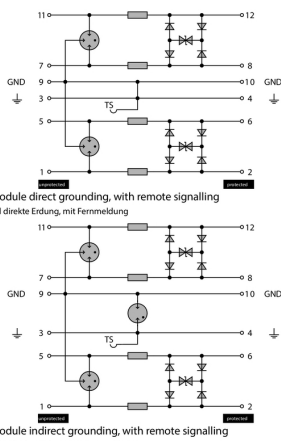 11 12
7 8
GND 9 10 GND
3 4
TS
5 6
1 2
unprotected protected
odule direct grounding, with remote signalling
d direkte Erdung, mit Fernmeldung
11 12
7 8
GND 9 10 GND
3 4
TS
5 6
1 2
unprotected protected
odule indirect grounding, with remote signalling